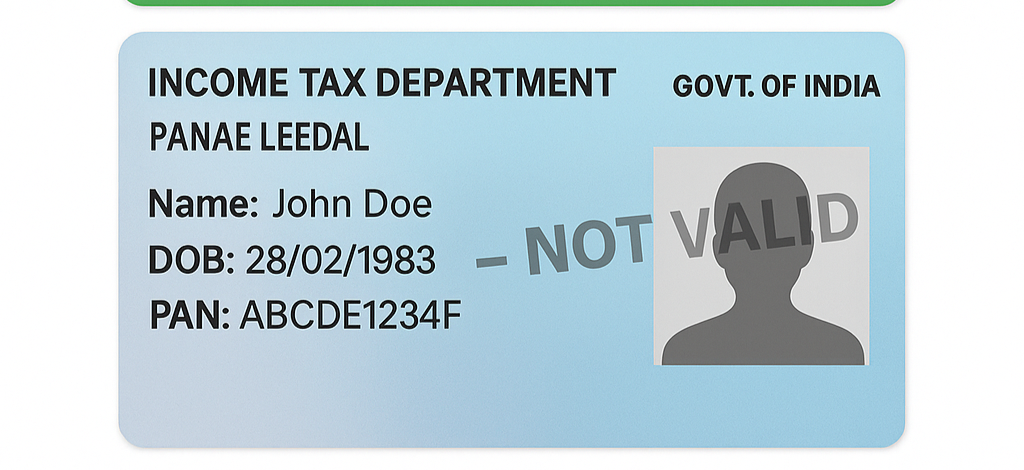 INCOME TAX DEPARTMENT
GOVT. OF INDIA
PANAE LEEDAL
Name: John Doe
DOB: 28/02/1983
PAN: ABCDE1234F
– NOT VALID